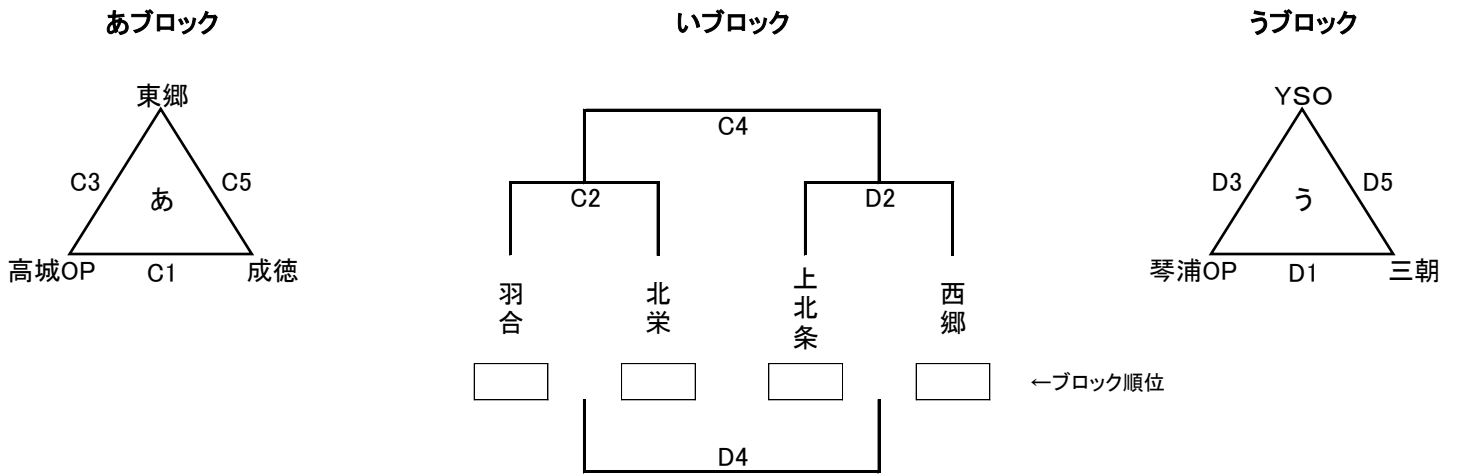 あブロック
いブロック
うブロック
東郷
C3
C5
あ
高城OP
C1
成徳
C4
C2
D2
羽合
北栄
上北条
西郷
←ブロック順位
D4
YSO
D3
D5
う
琴浦OP
D1
三朝